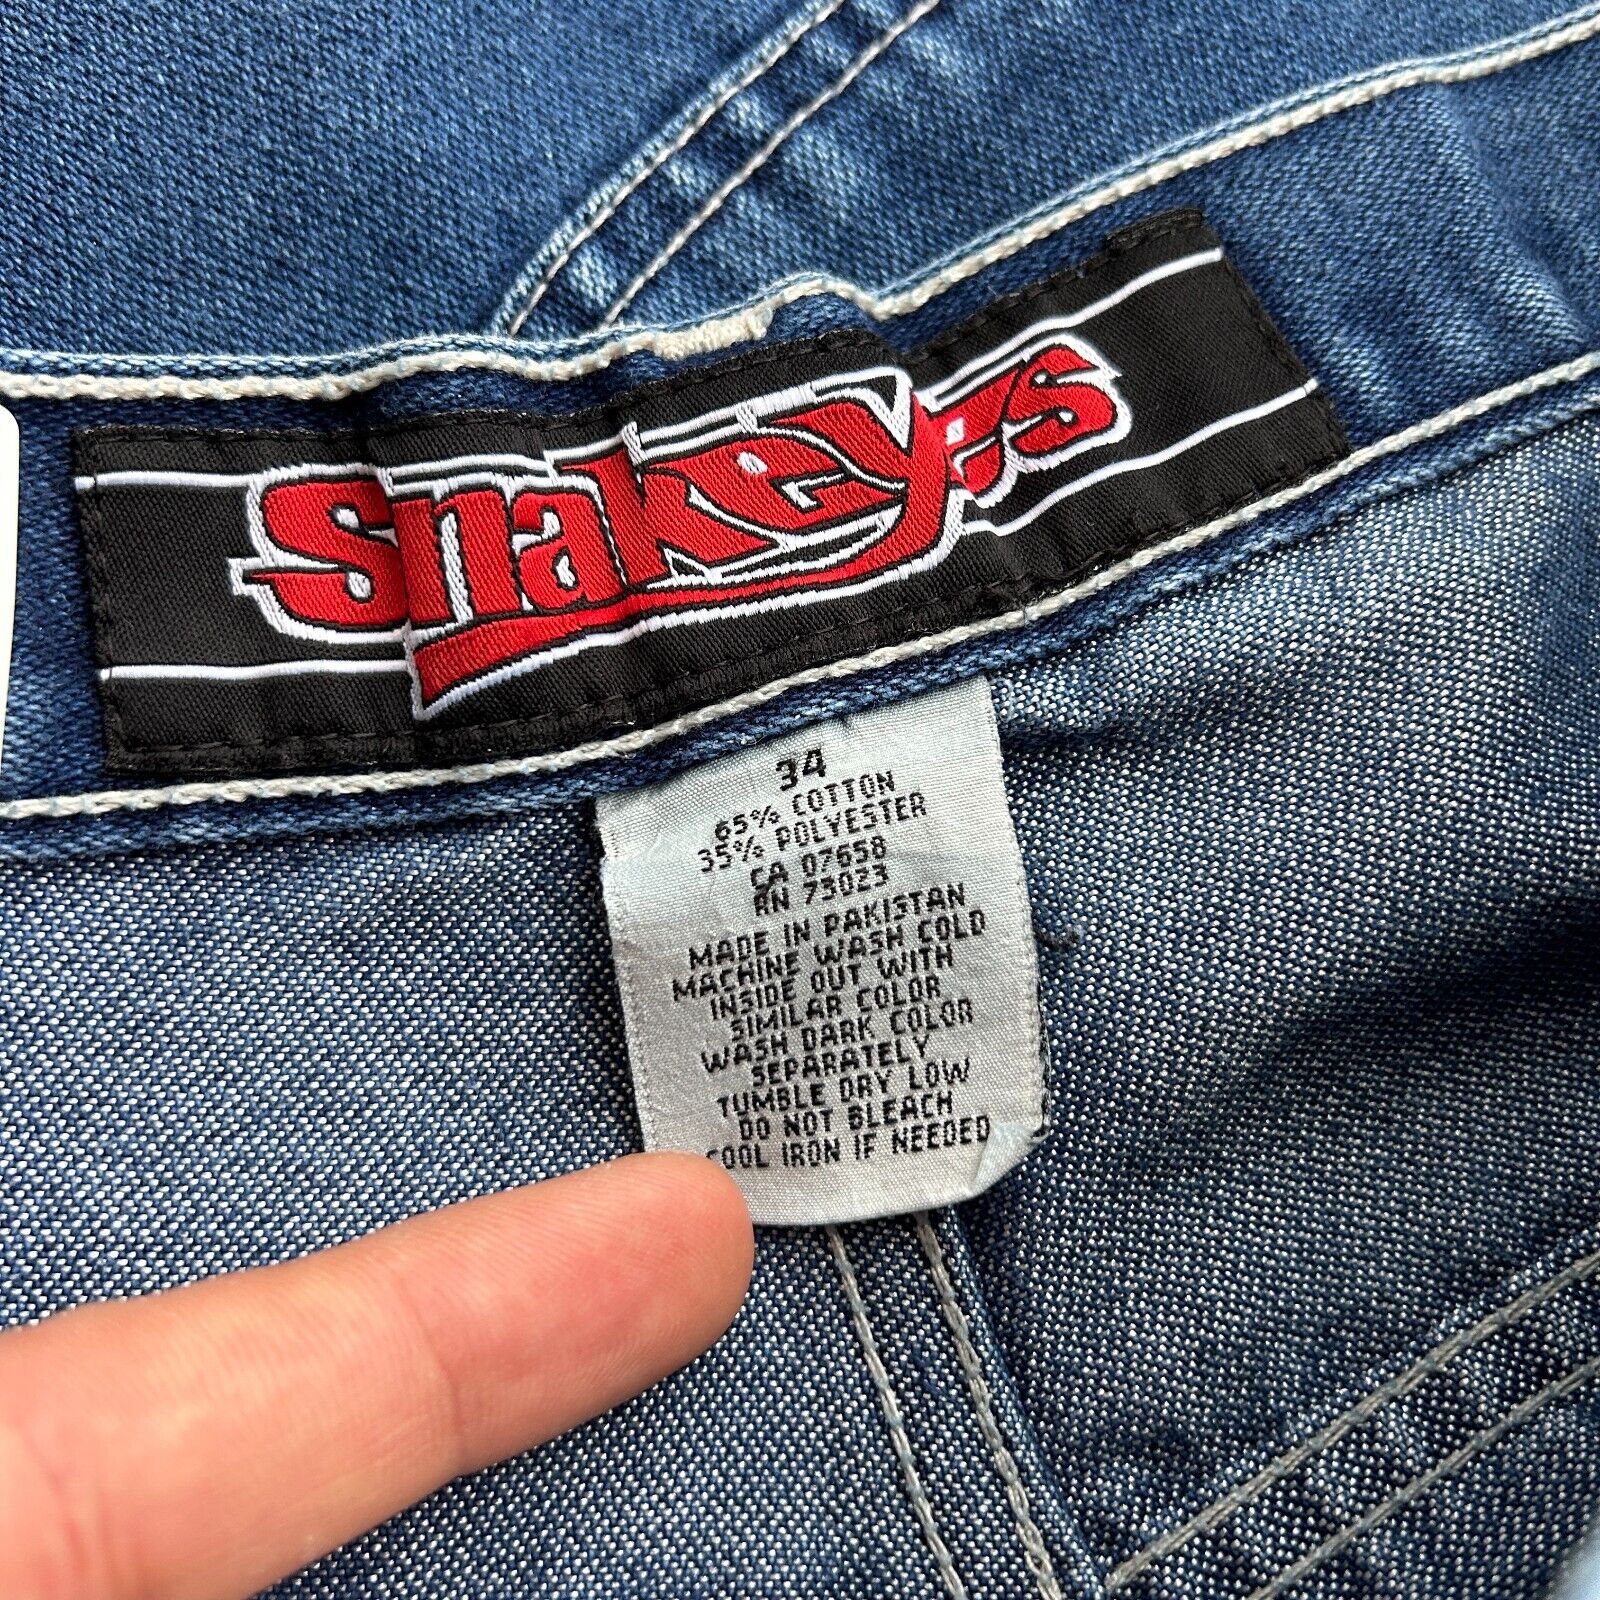 Snakeyes
34
65% COTTON
35% POLYESTER
CA 07658
RN 73023
MADE IN PAKISTAN
MACHINE WASH COLD
INSIDE OUT WITH
SIMILAR COLOR
WASH DARK COLOR
SEPARATELY
TUMBLE DRY LOW
DO NOT BLEACH
COOL IRON IF NEEDED